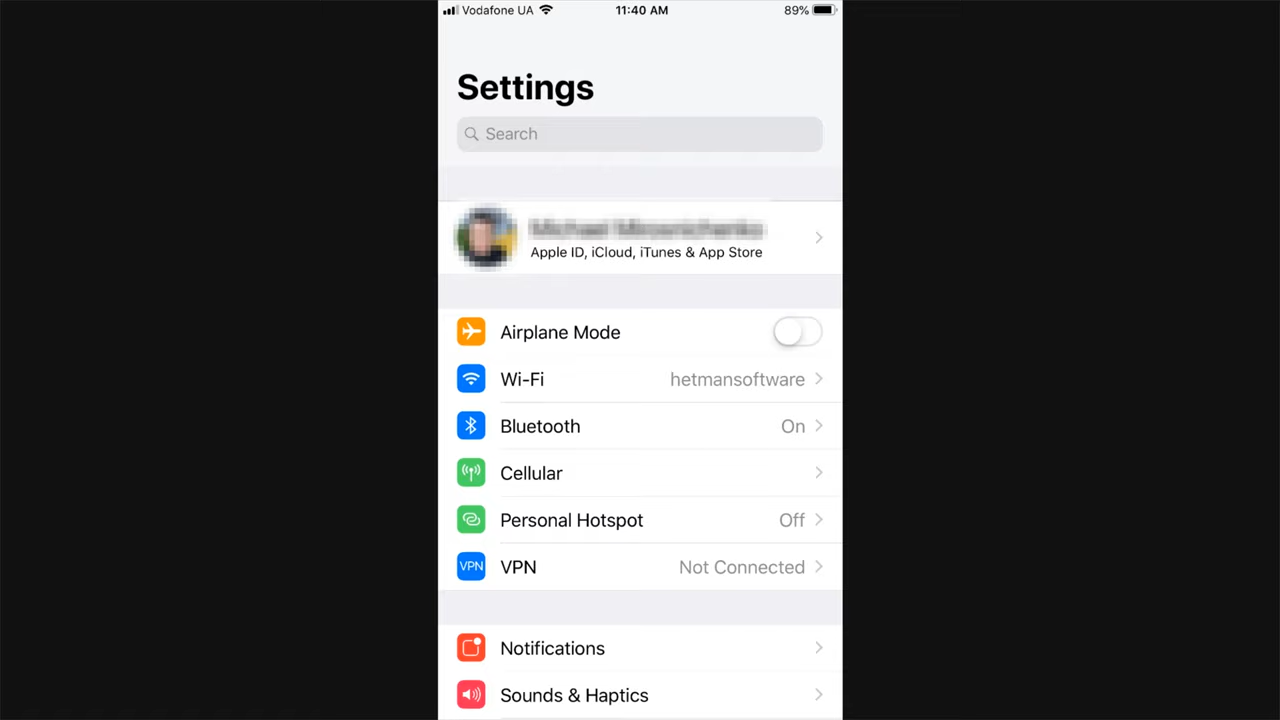 Vodafone UA 11:40 AM 89%
Settings
Search
Apple ID, iCloud, iTunes & App Store
Airplane Mode
Wi-Fi hetmansoftware
Bluetooth On
Cellular
Personal Hotspot Off
VPN VPN Not Connected
Notifications
Sounds & Haptics